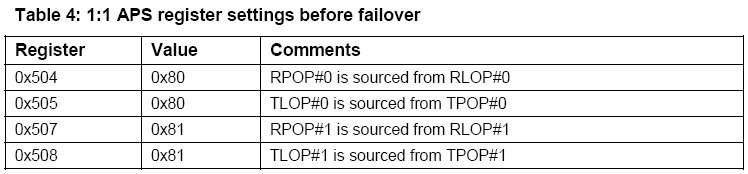 Table 4: 1:1 APS register settings before failover
Register Value Comments
0x504 0x80 RPOP#0 is sourced from RLOP#0
0x505 0x80 TLOP#0 is sourced from TPOP#0
0x507 0x81 RPOP#1 is sourced from RLOP#1
0x508 0x81 TLOP#1 is sourced from TPOP#1